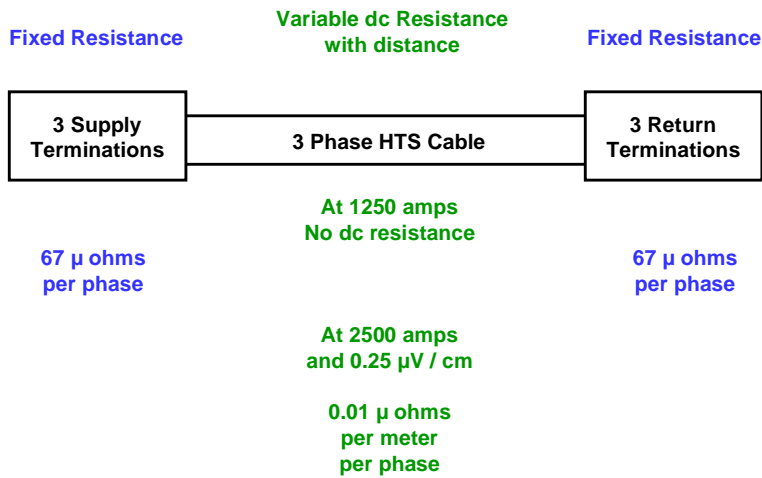 Fixed Resistance
Variable dc Resistance
with distance
Fixed Resistance
3 Supply
Terminations
3 Phase HTS Cable
3 Return
Terminations
At 1250 amps
No dc resistance
67 µ ohms
per phase
67 µ ohms
per phase
At 2500 amps
and 0.25 µV / cm
0.01 µ ohms
per meter
per phase